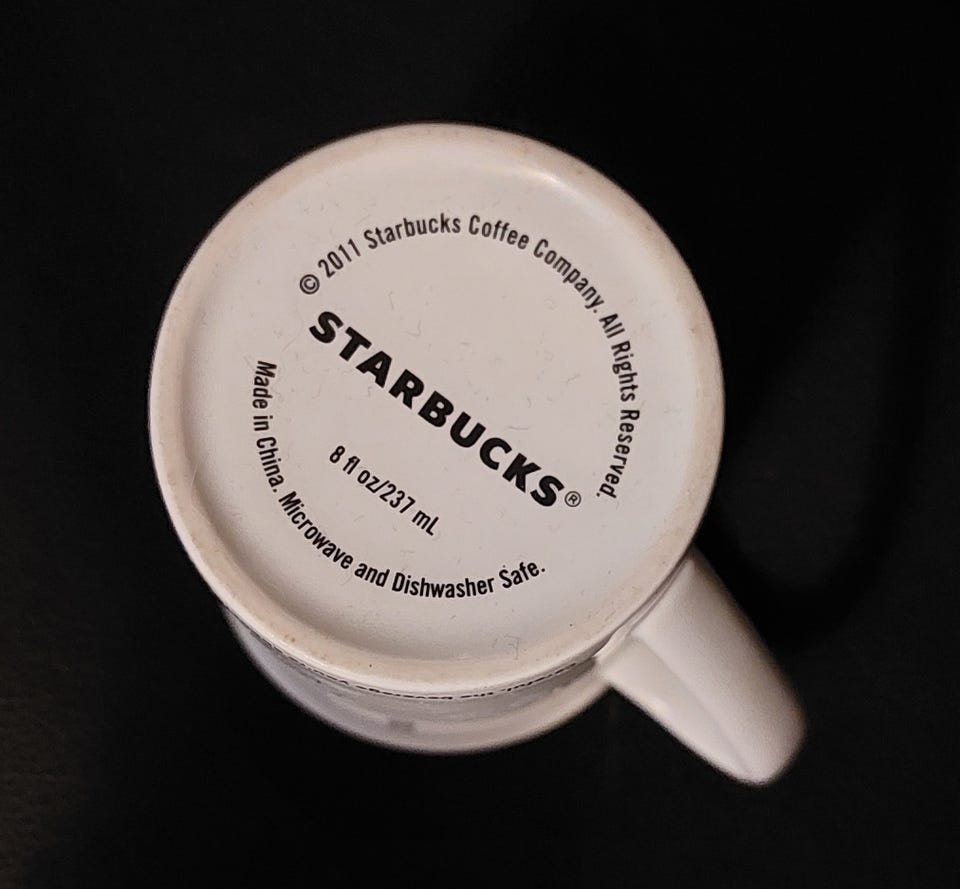 © 2011 Starbucks Coffee Company. All Rights Reserved.
STARBUCKS®
8 fl oz/237 mL
Made in China. Microwave and Dishwasher Safe.